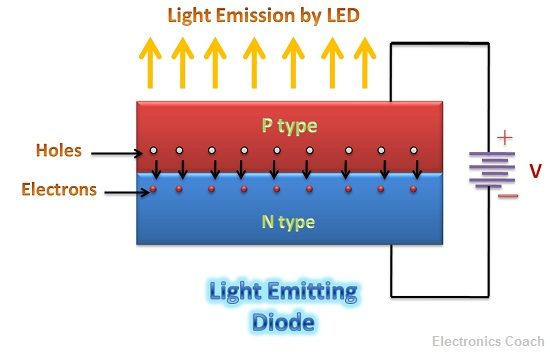 Light Emission by LED
P type
Holes
Electrons
N type
+
V
−
Light Emitting
Diode
Electronics Coach